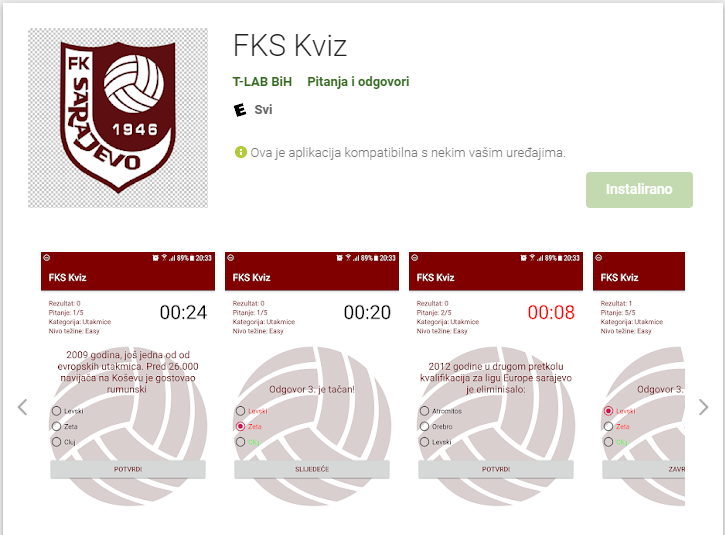 FKS Kviz
FK
SARAJEVO
1946
T-LAB BiH Pitanja i odgovori
E Svi
Ova je aplikacija kompatibilna s nekim vašim uređajima.
Instalirano
89% 20:33
FKS Kviz
Rezultat: 0
Pitanje: 1/5
Kategorija: Utakmice
Nivo težine: Easy
00:24
2009 godina, još jedna od od
evropskih utakmica. Pred 26.000
navijača na Koševu je gostovao
rumunski
Levski
Zeta
Cluj
POTVRDI
89% 20:33
FKS Kviz
Rezultat: 0
Pitanje: 1/5
Kategorija: Utakmice
Nivo težine: Easy
00:20
Odgovor 3. je tačan!
Levski
Zeta
Cluj
SLIJEDEĆE
89% 20:33
FKS Kviz
Rezultat: 0
Pitanje: 2/5
Kategorija: Utakmice
Nivo težine: Easy
00:08
2012 godine u drugom pretkolu
kvalifikacija za ligu Europe sarajevo
je eliminisalo:
Atromitos
Orebro
Levski
POTVRDI
FKS Kviz
Rezultat: 1
Pitanje: 5/5
Kategorija: Utakmice
Nivo težine: Easy
Odgovor 3.
Levski
Zeta
Cluj
ZAVR